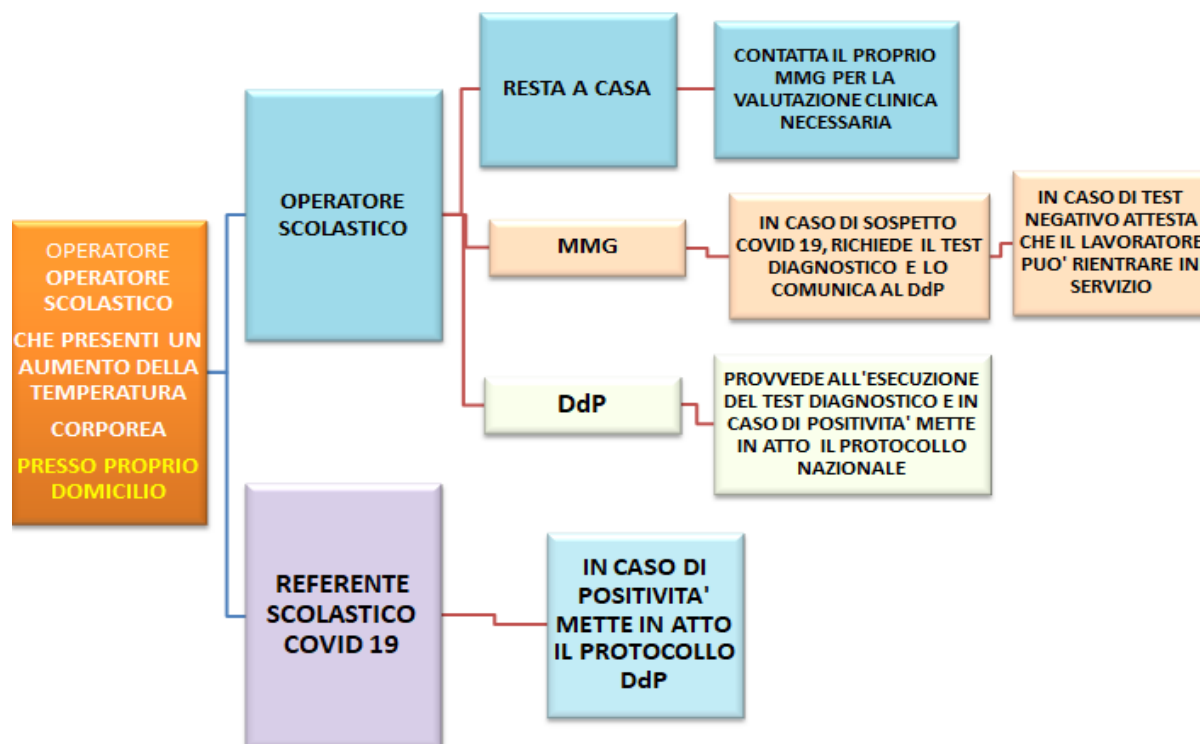 OPERATORE
OPERATORE
SCOLASTICO
CHE PRESENTI UN
AUMENTO DELLA
TEMPERATURA
CORPOREA
PRESSO PROPRIO
DOMICILIO
OPERATORE
SCOLASTICO
RESTA A CASA
CONTATTA IL PROPRIO
MMG PER LA
VALUTAZIONE CLINICA
NECESSARIA
MMG
IN CASO DI SOSPETTO
COVID 19, RICHIEDE IL TEST
DIAGNOSTICO E LO
COMUNICA AL DdP
IN CASO DI TEST
NEGATIVO ATTESTA
CHE IL LAVORATORE
PUO' RIENTRARE IN
SERVIZIO
DdP
PROVVEDE ALL'ESECUZIONE
DEL TEST DIAGNOSTICO E IN
CASO DI POSITIVITA' METTE
IN ATTO IL PROTOCOLLO
NAZIONALE
REFERENTE
SCOLASTICO
COVID 19
IN CASO DI
POSITIVITA'
METTE IN ATTO
IL PROTOCOLLO
DdP